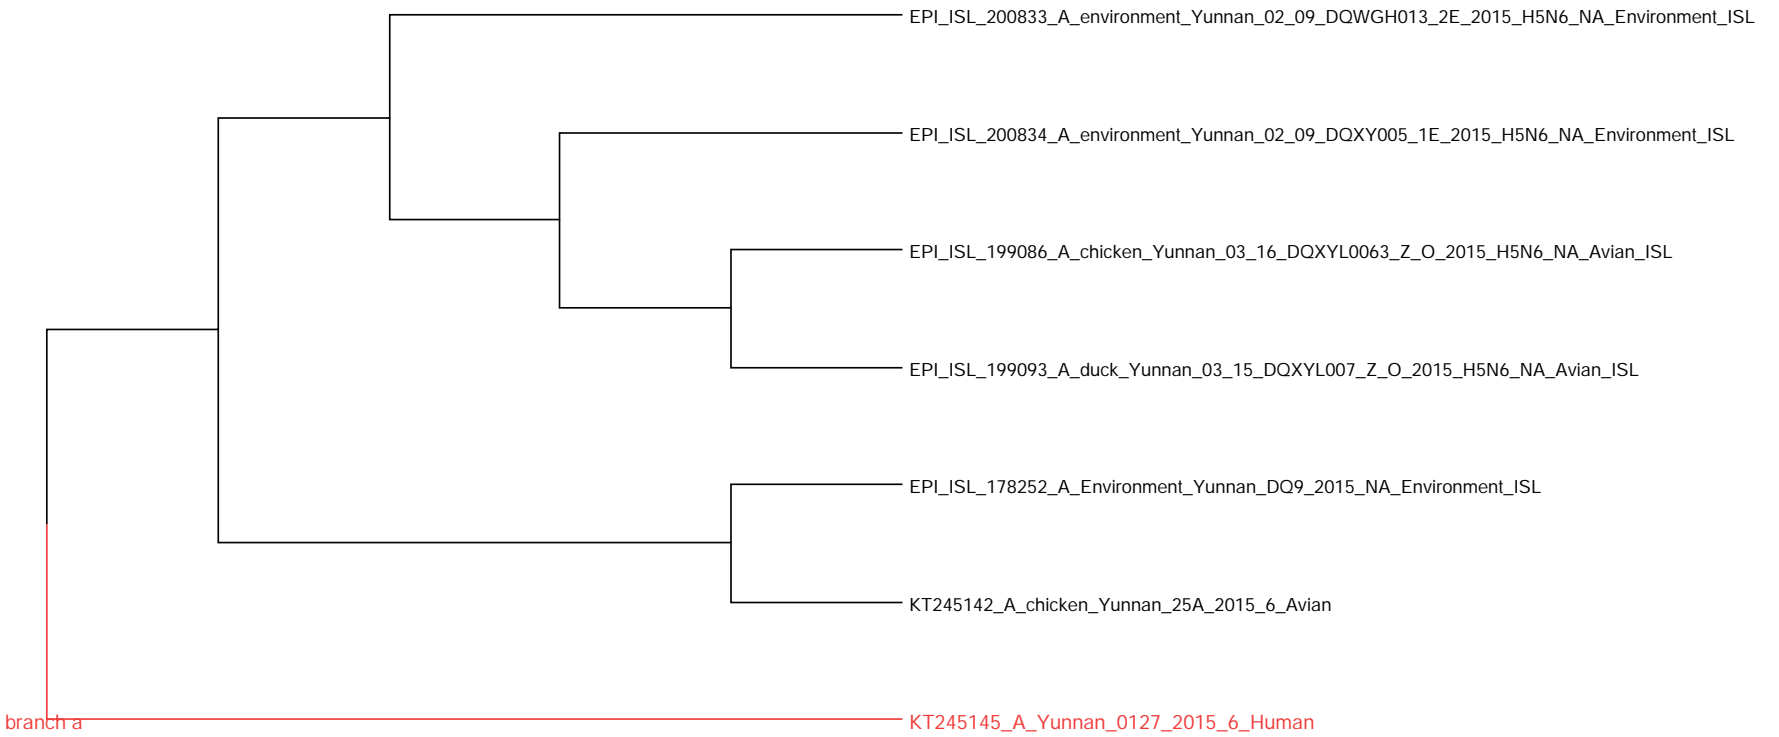 EPI_ISL_200833_A_environment_Yunnan_02_09_DQWGH013_2E_2015_H5N6_NA_Environment_ISL
EPI_ISL_200834_A_environment_Yunnan_02_09_DQXY005_1E_2015_H5N6_NA_Environment_ISL
EPI_ISL_199086_A_chicken_Yunnan_03_16_DQXYL0063_Z_O_2015_H5N6_NA_Avian_ISL
EPI_ISL_199093_A_duck_Yunnan_03_15_DQXYL007_Z_O_2015_H5N6_NA_Avian_ISL
EPI_ISL_178252_A_Environment_Yunnan_DQ9_2015_NA_Environment_ISL
KT245142_A_chicken_Yunnan_25A_2015_6_Avian
branch a
KT245145_A_Yunnan_0127_2015_6_Human